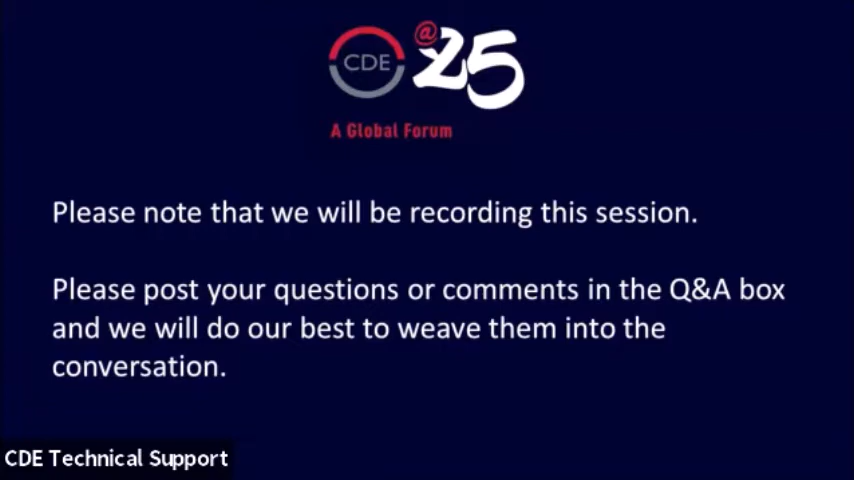 CDE @25
A Global Forum
Please note that we will be recording this session.
Please post your questions or comments in the Q&A box
and we will do our best to weave them into the
conversation.
CDE Technical Support